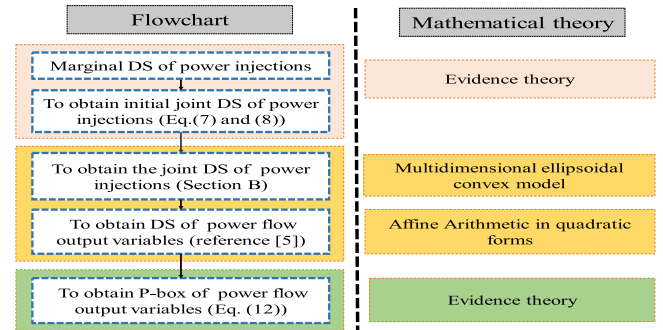 Flowchart
Marginal DS of power injections
To obtain initial joint DS of power
injections (Eq.(7) and (8))
To obtain the joint DS of power
injections (Section B)
To obtain DS of power flow
output variables (reference [5])
To obtain P-box of power flow
output variables (Eq. (12))
Mathematical theory
Evidence theory
Multidimensional ellipsoidal
convex model
Affine Arithmetic in quadratic
forms
Evidence theory